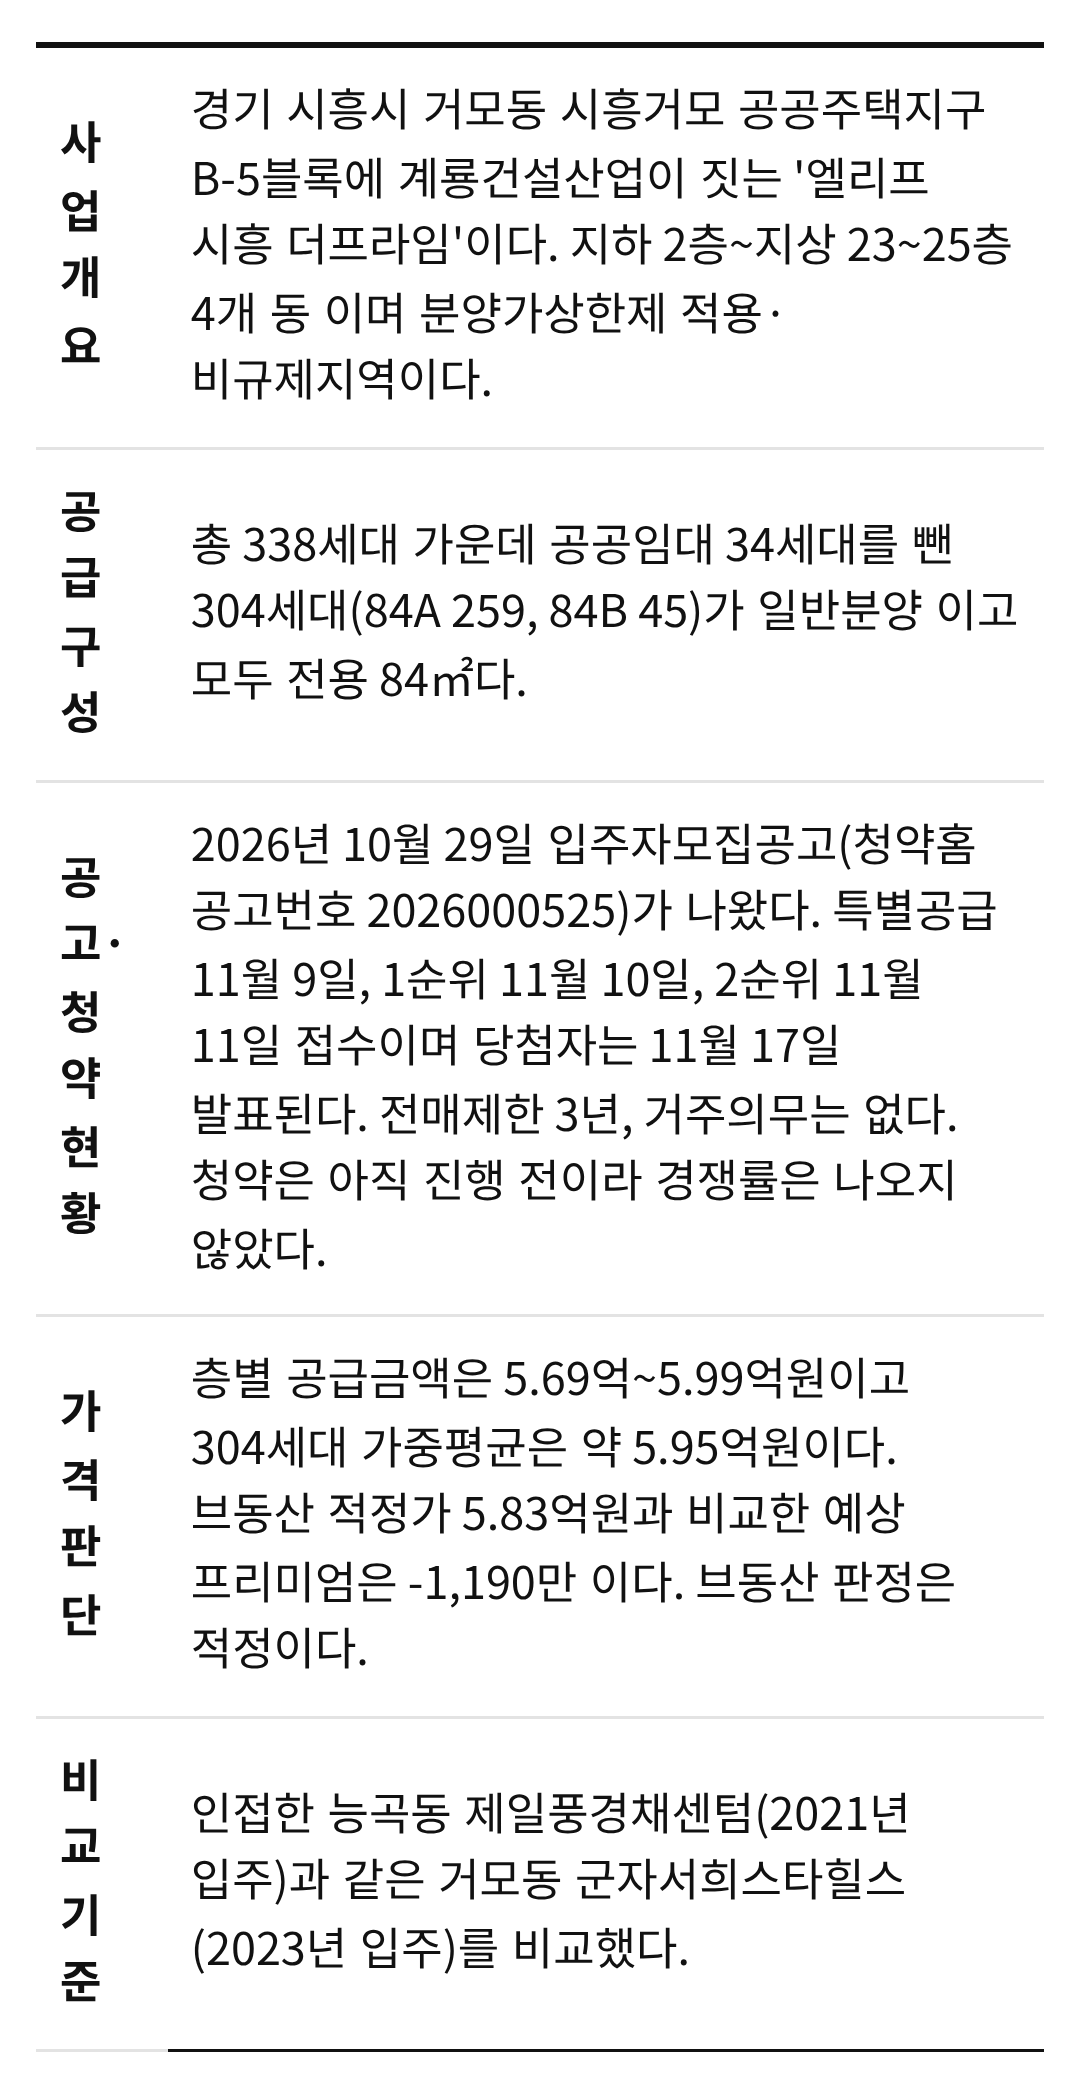 사업개요
경기 시흥시 거모동 시흥거모 공공주택지구
B-5블록에 계룡건설산업이 짓는 '엘리프
시흥 더프라임'이다. 지하 2층~지상 23~25층
4개 동 이며 분양가상한제 적용·
비규제지역이다.
공급구성
총 338세대 가운데 공공임대 34세대를 뺀
304세대(84A 259, 84B 45)가 일반분양 이고
모두 전용 84㎡다.
공고·청약현황
2026년 10월 29일 입주자모집공고(청약홈
공고번호 2026000525)가 나왔다. 특별공급
11월 9일, 1순위 11월 10일, 2순위 11월
11일 접수이며 당첨자는 11월 17일
발표된다. 전매제한 3년, 거주의무는 없다.
청약은 아직 진행 전이라 경쟁률은 나오지
않았다.
가격판단
층별 공급금액은 5.69억~5.99억원이고
304세대 가중평균은 약 5.95억원이다.
브동산 적정가 5.83억원과 비교한 예상
프리미엄은 -1,190만 이다. 브동산 판정은
적정이다.
비교기준
인접한 능곡동 제일풍경채센텀(2021년
입주)과 같은 거모동 군자서희스타힐스
(2023년 입주)를 비교했다.